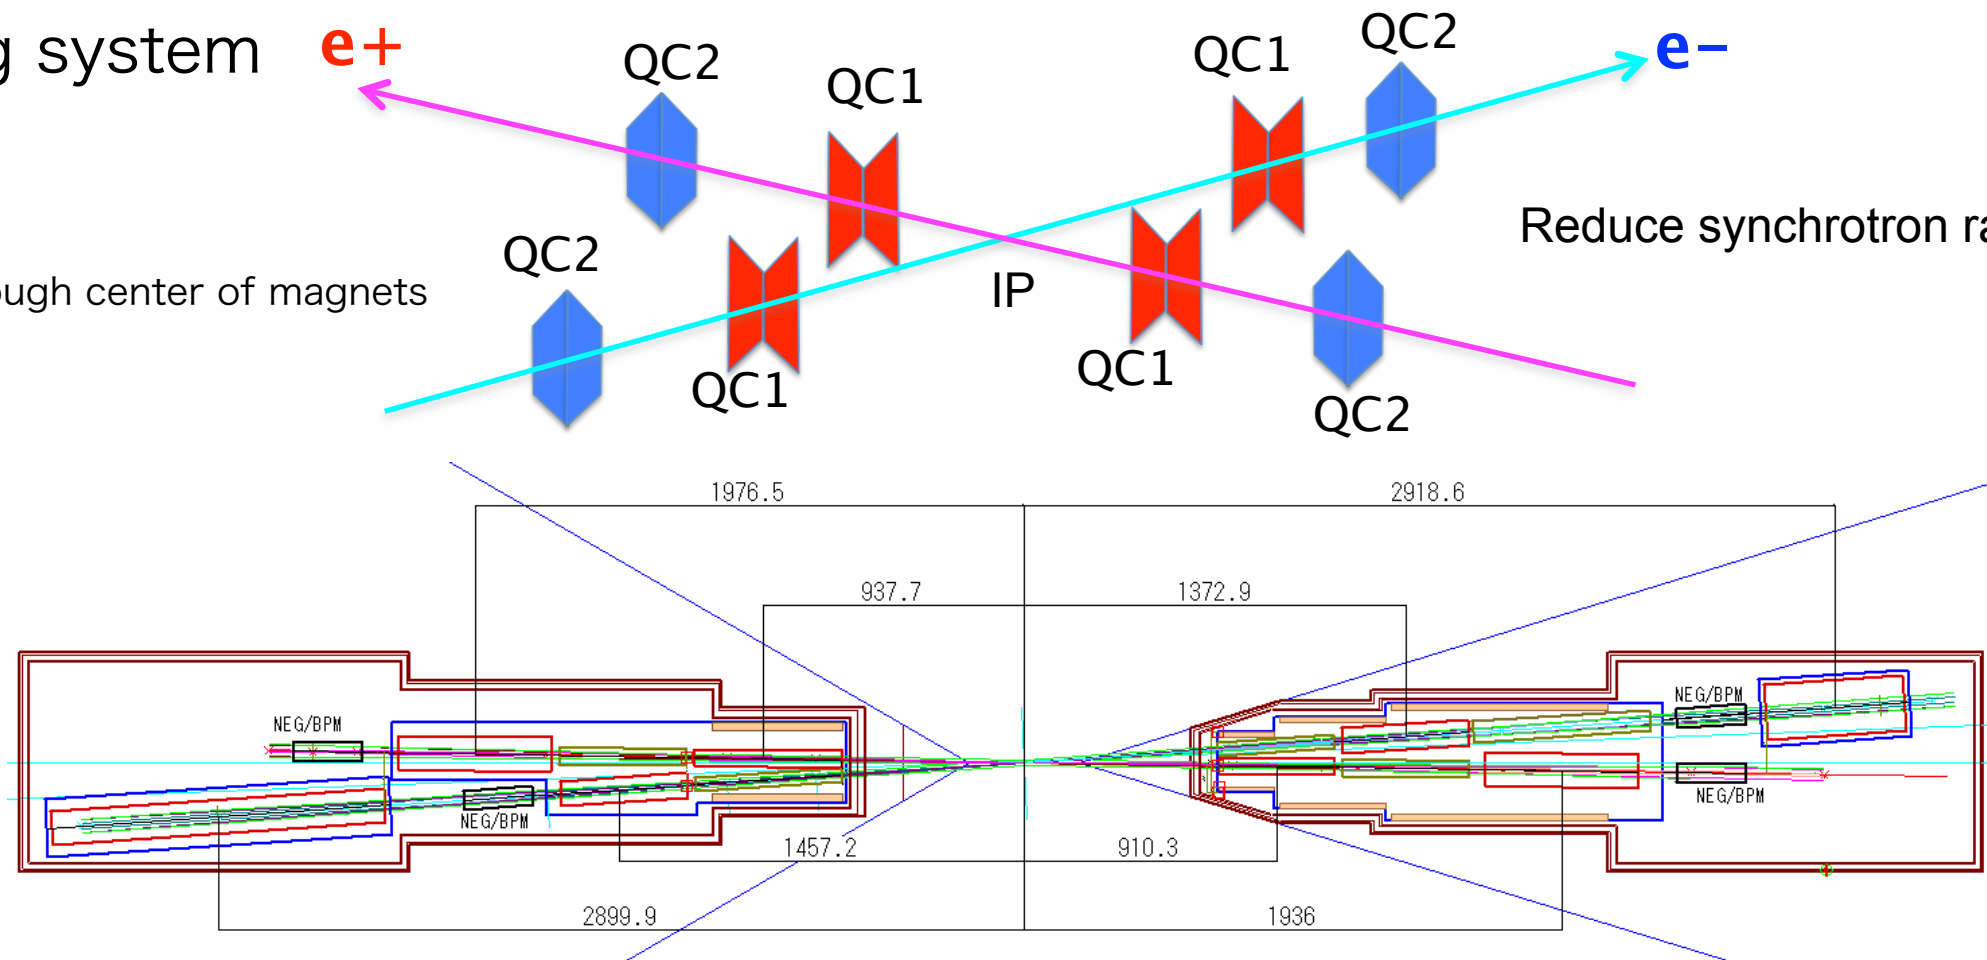 g system
e+
QC2
QC1
QC1
QC2
e−
Reduce synchrotron ra
QC2
ough center of magnets
IP
QC1
QC1
QC2
1976.5
2918.6
937.7
1372.9
NEG/BPM
NEG/BPM
NEG/BPM
NEG/BPM
1457.2
910.3
2899.9
1936